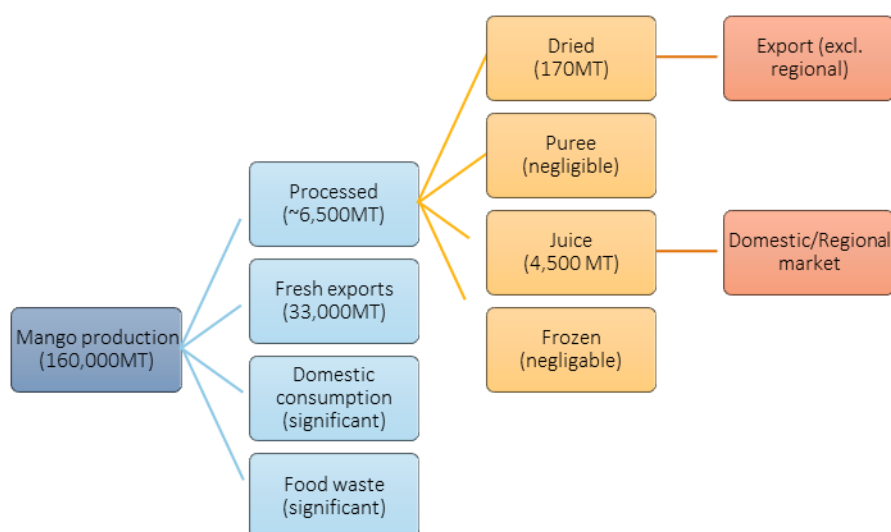 Dried
(170MT)
Export (excl.
regional)
Puree
(negligible)
Processed
(~6,500MT)
Juice
(4,500 MT)
Domestic/Regional
market
Fresh exports
(33,000MT)
Mango production
(160,000MT)
Frozen
(negligable)
Domestic
consumption
(significant)
Food waste
(significant)